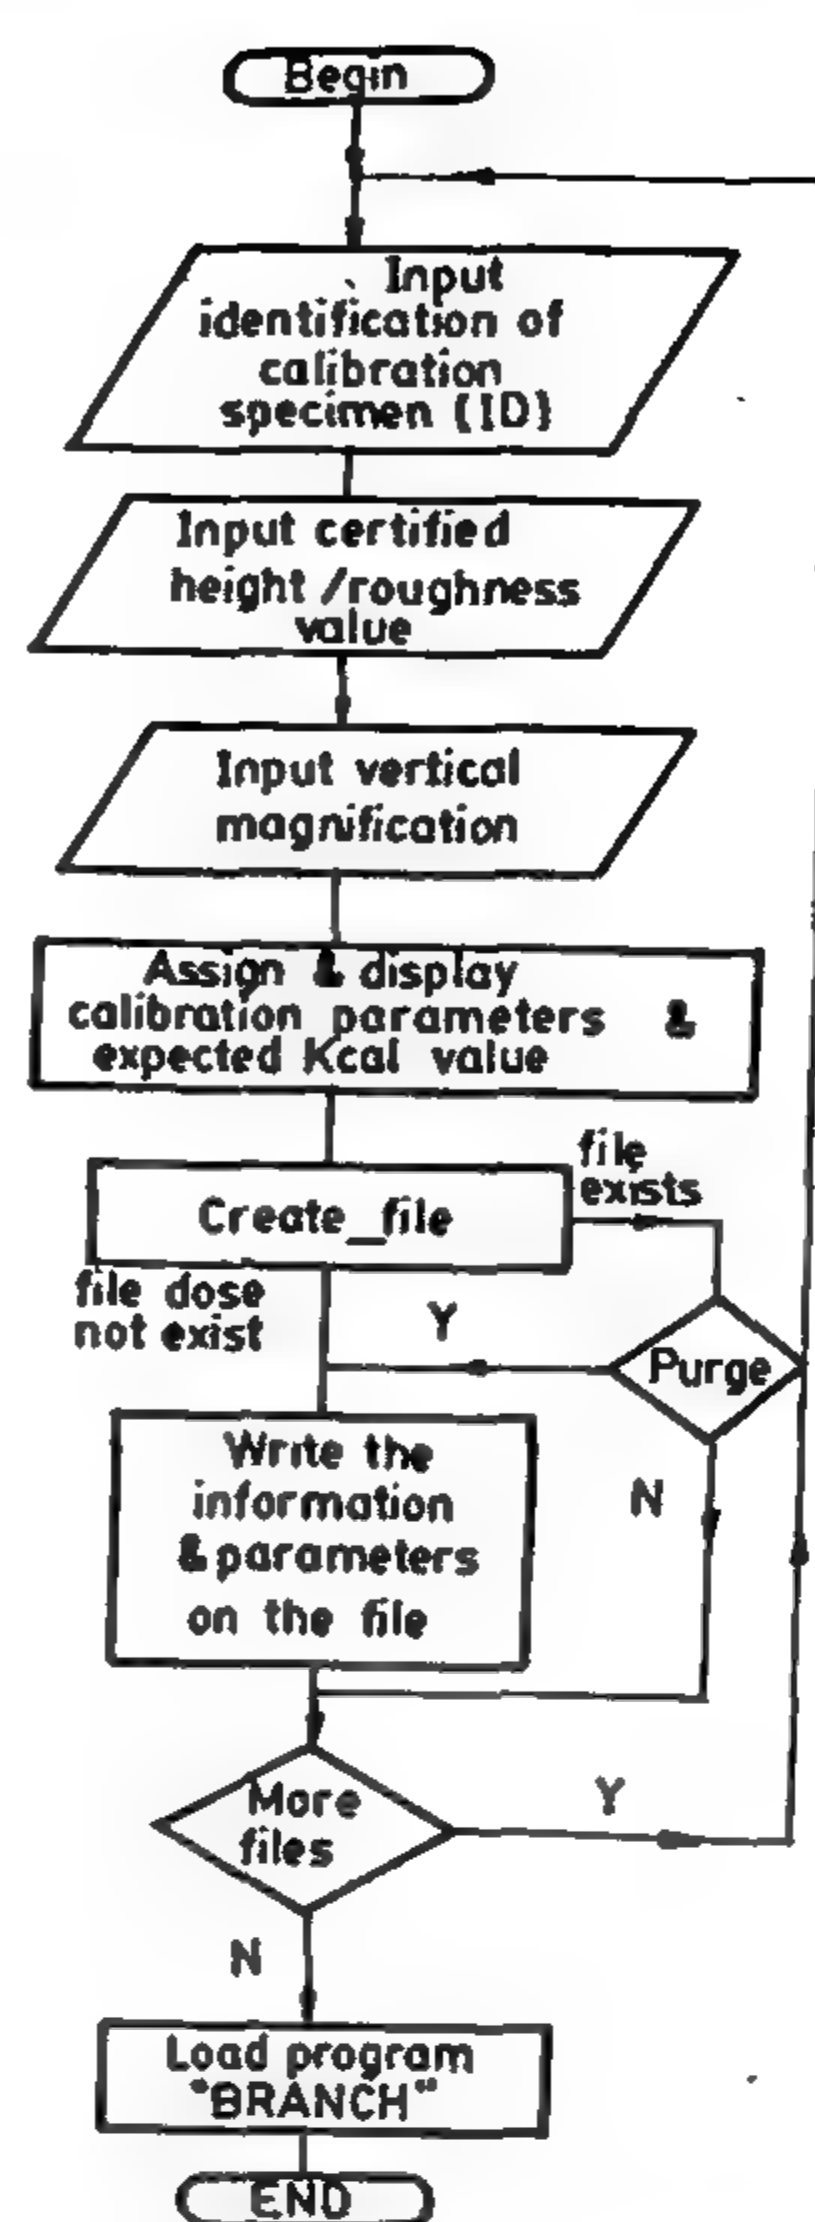 Begin
Input
identification of
calibration
specimen (ID)
Input certified
height /roughness
value
Input vertical
magnification
Assign & display
calibration parameters &
expected Kcal value
Create_file
file
exists
file dose
not exist
Y
Purge
N
Write the
information
& parameters
on the file
More
files
Y
N
Load program
"BRANCH"
END